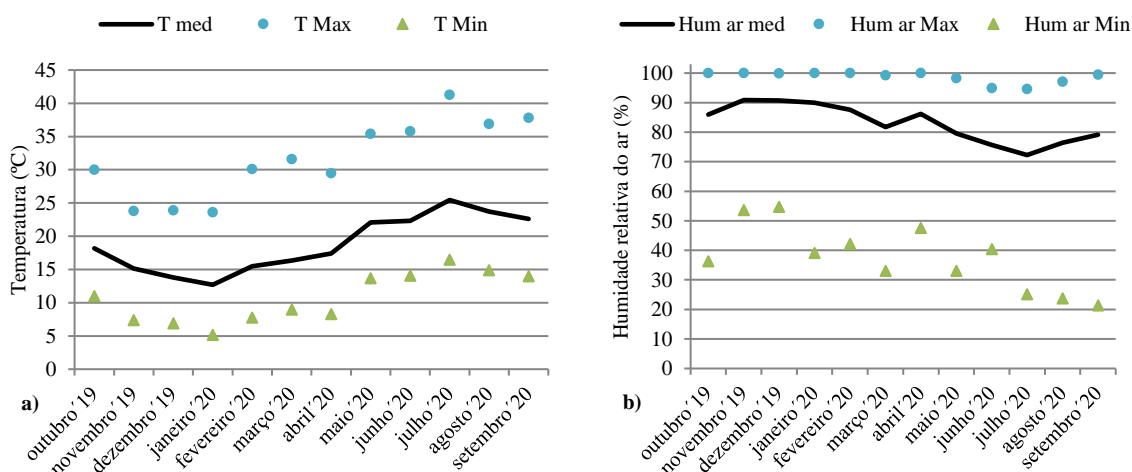 T med T Max T Min
45
40
35
30
25
20
15
10
5
0
Temperatura (ºC)
outubro´19
novembro´19
dezembro 19
janeiro´20
fevereiro´20
março´20
abril´20
maio´20
junho´20
julho´20
agosto´20
setembro´20
a)
Hum ar med Hum ar Max Hum ar Min
100
90
80
70
60
50
40
30
20
10
0
Humidade relativa do ar (%)
outubro´19
novembro´19
dezembro´19
janeiro´20
fevereiro´20
março´20
abril´20
maio´20
junho´20
julho´20
agosto´20
setembro´20
b)